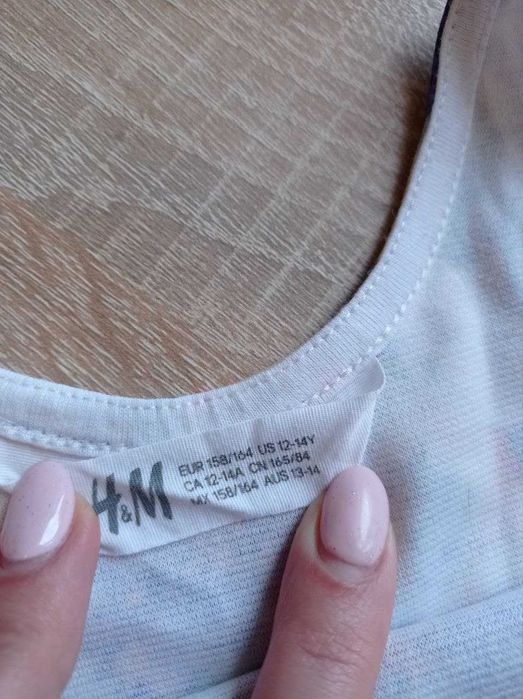 H&M
EUR 158/164 US 12-14Y
CA 12-14A CN 165/84
MX 158/164 AUS 13-14